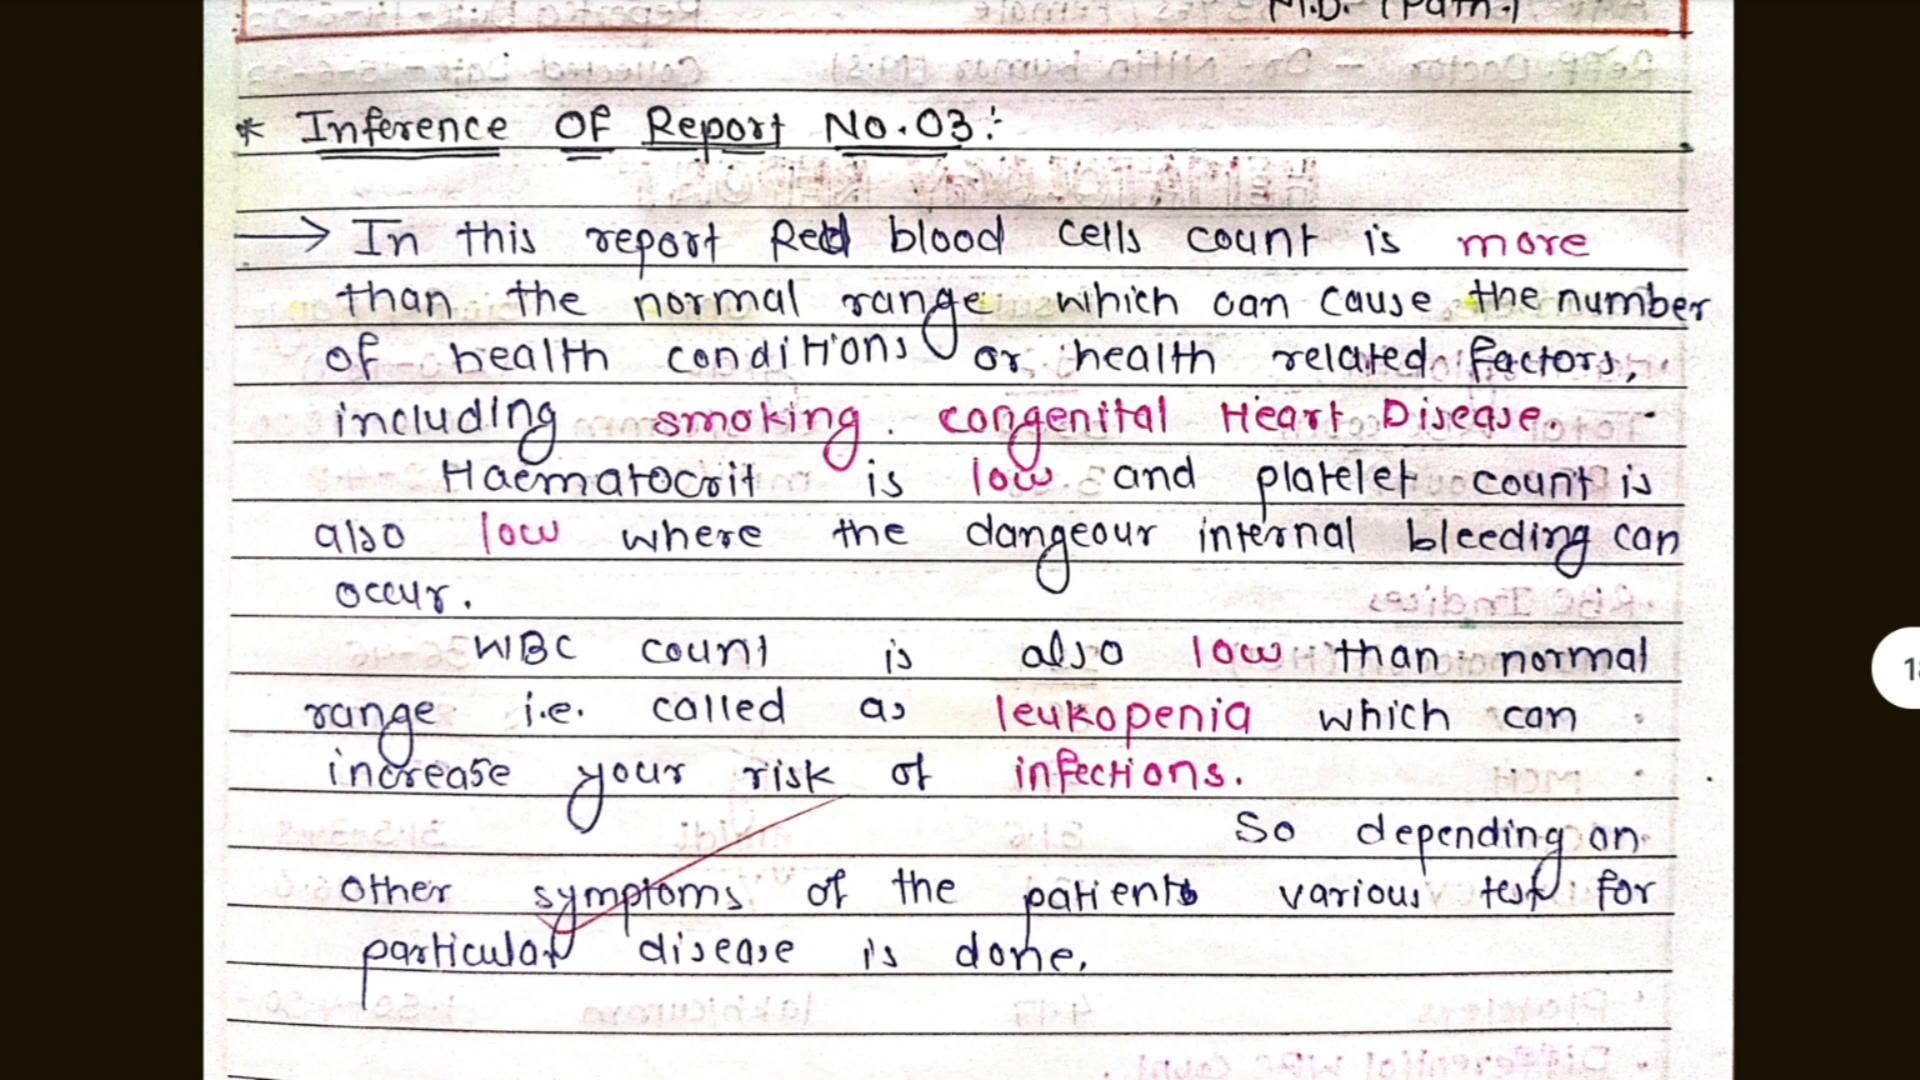 M.D. (Path.)
* Inference Of Report No.03:-
→ In this report Red blood cells count is more
than the normal range which can cause the number
of health conditions or health related factors,
including smoking. congenital Heart Disease.
Haematocrit is low and platelet count is
also low where the dangeour internal bleeding can
occur.
WBC count is also low than normal
range i.e. called as leukopenia which can
increase your risk of infections.
So depending on
other symptoms of the patients various test for
particular disease is done.